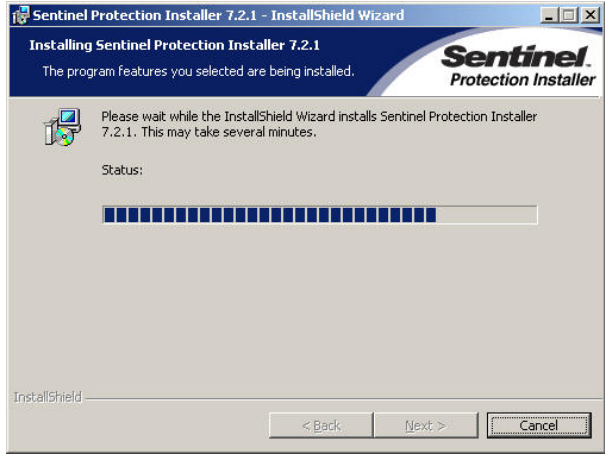 Sentinel Protection Installer 7.2.1 - InstallShield Wizard
Installing Sentinel Protection Installer 7.2.1
The program features you selected are being installed.
Sentinel.
Protection Installer
Please wait while the InstallShield Wizard installs Sentinel Protection Installer
7.2.1. This may take several minutes.
Status:
InstallShield
< Back
Next >
Cancel